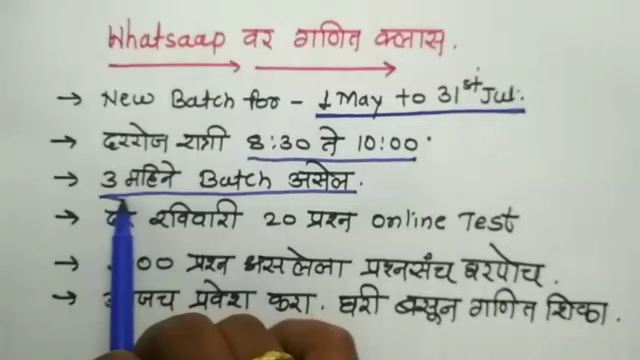 Whatsaap वर गणित क्लास.
→ New Batch for - 1 May to 31st Jul.
→ दररोज रात्री 8:30 ते 10:00
→ 3 महिने Batch असेल.
→ रविवारी 20 प्रश्न online Test
→ प्रश्न असलेला प्रश्नसंच घरपोच.
→ प्रवेश करा. घरी बसून गणित शिका.